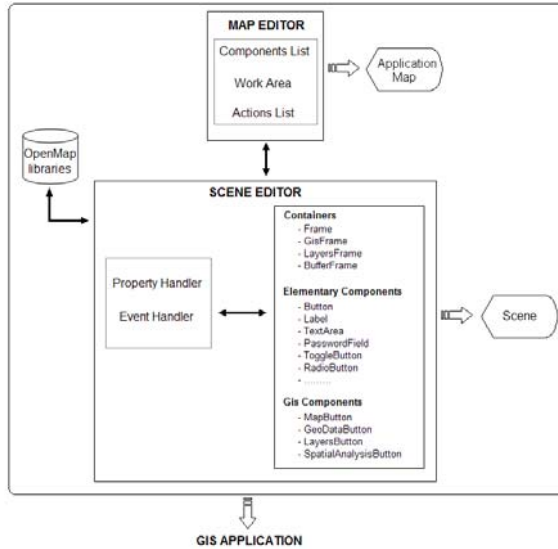 MAP EDITOR
Components List
Work Area
Actions List
Application
Map
OpenMap
libraries
SCENE EDITOR
Property Handler
Event Handler
Containers
- Frame
- GisFrame
- LayersFrame
- BufferFrame
Elementary Components
- Button
- Label
- TextArea
- PasswordField
- ToggleButton
- RadioButton
- .........
Gis Components
- MapButton
- GeoDataButton
- LayersButton
- SpatialAnalysisButton
Scene
GIS APPLICATION